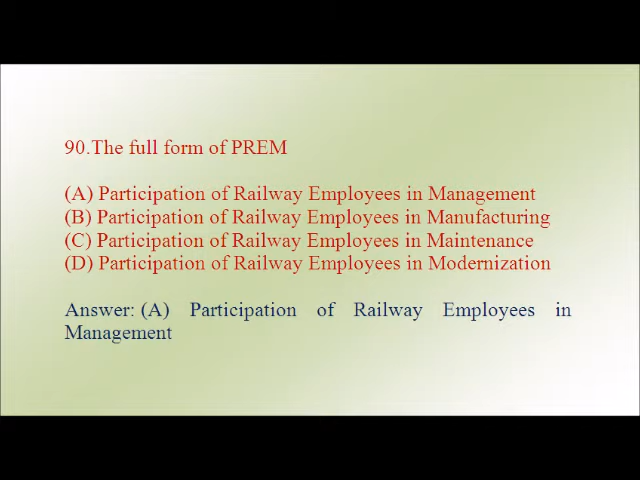 90.The full form of PREM
(A) Participation of Railway Employees in Management
(B) Participation of Railway Employees in Manufacturing
(C) Participation of Railway Employees in Maintenance
(D) Participation of Railway Employees in Modernization
Answer: (A) Participation of Railway Employees in
Management